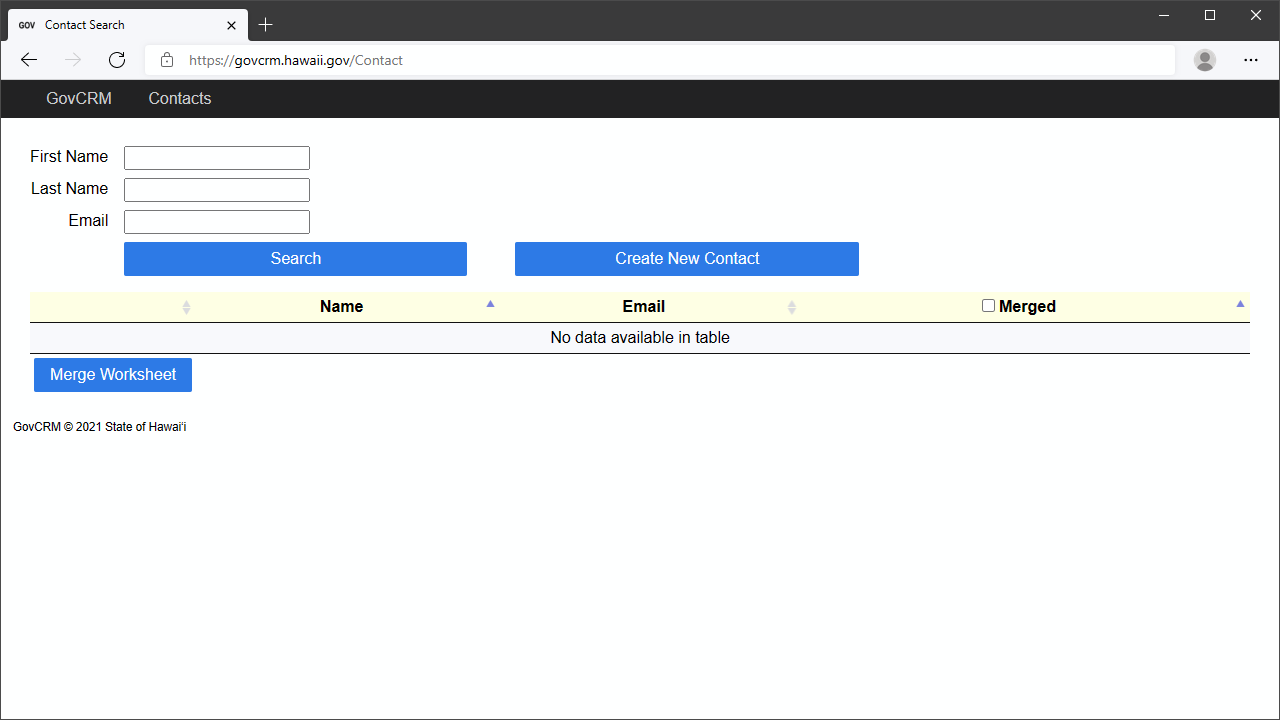 GOV Contact Search
https://govcrm.hawaii.gov/Contact
GovCRM Contacts
First Name
Last Name
Email
Search Create New Contact
Name Email Merged
No data available in table
Merge Worksheet
GovCRM © 2021 State of Hawaiʻi